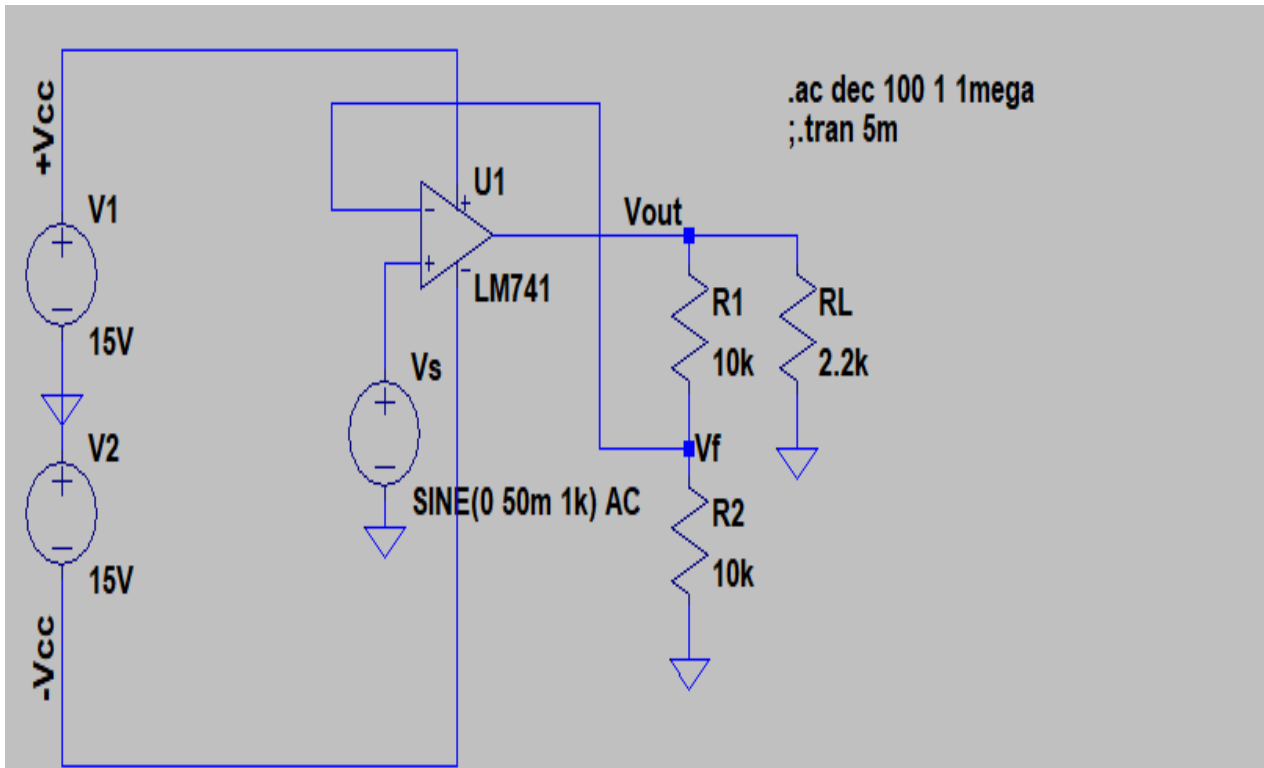 .ac dec 100 1 1mega
;.tran 5m
+Vcc
V1
15V
V2
15V
-Vcc
U1
LM741
Vs
SINE(0 50m 1k) AC
Vout
R1
10k
RL
2.2k
Vf
R2
10k